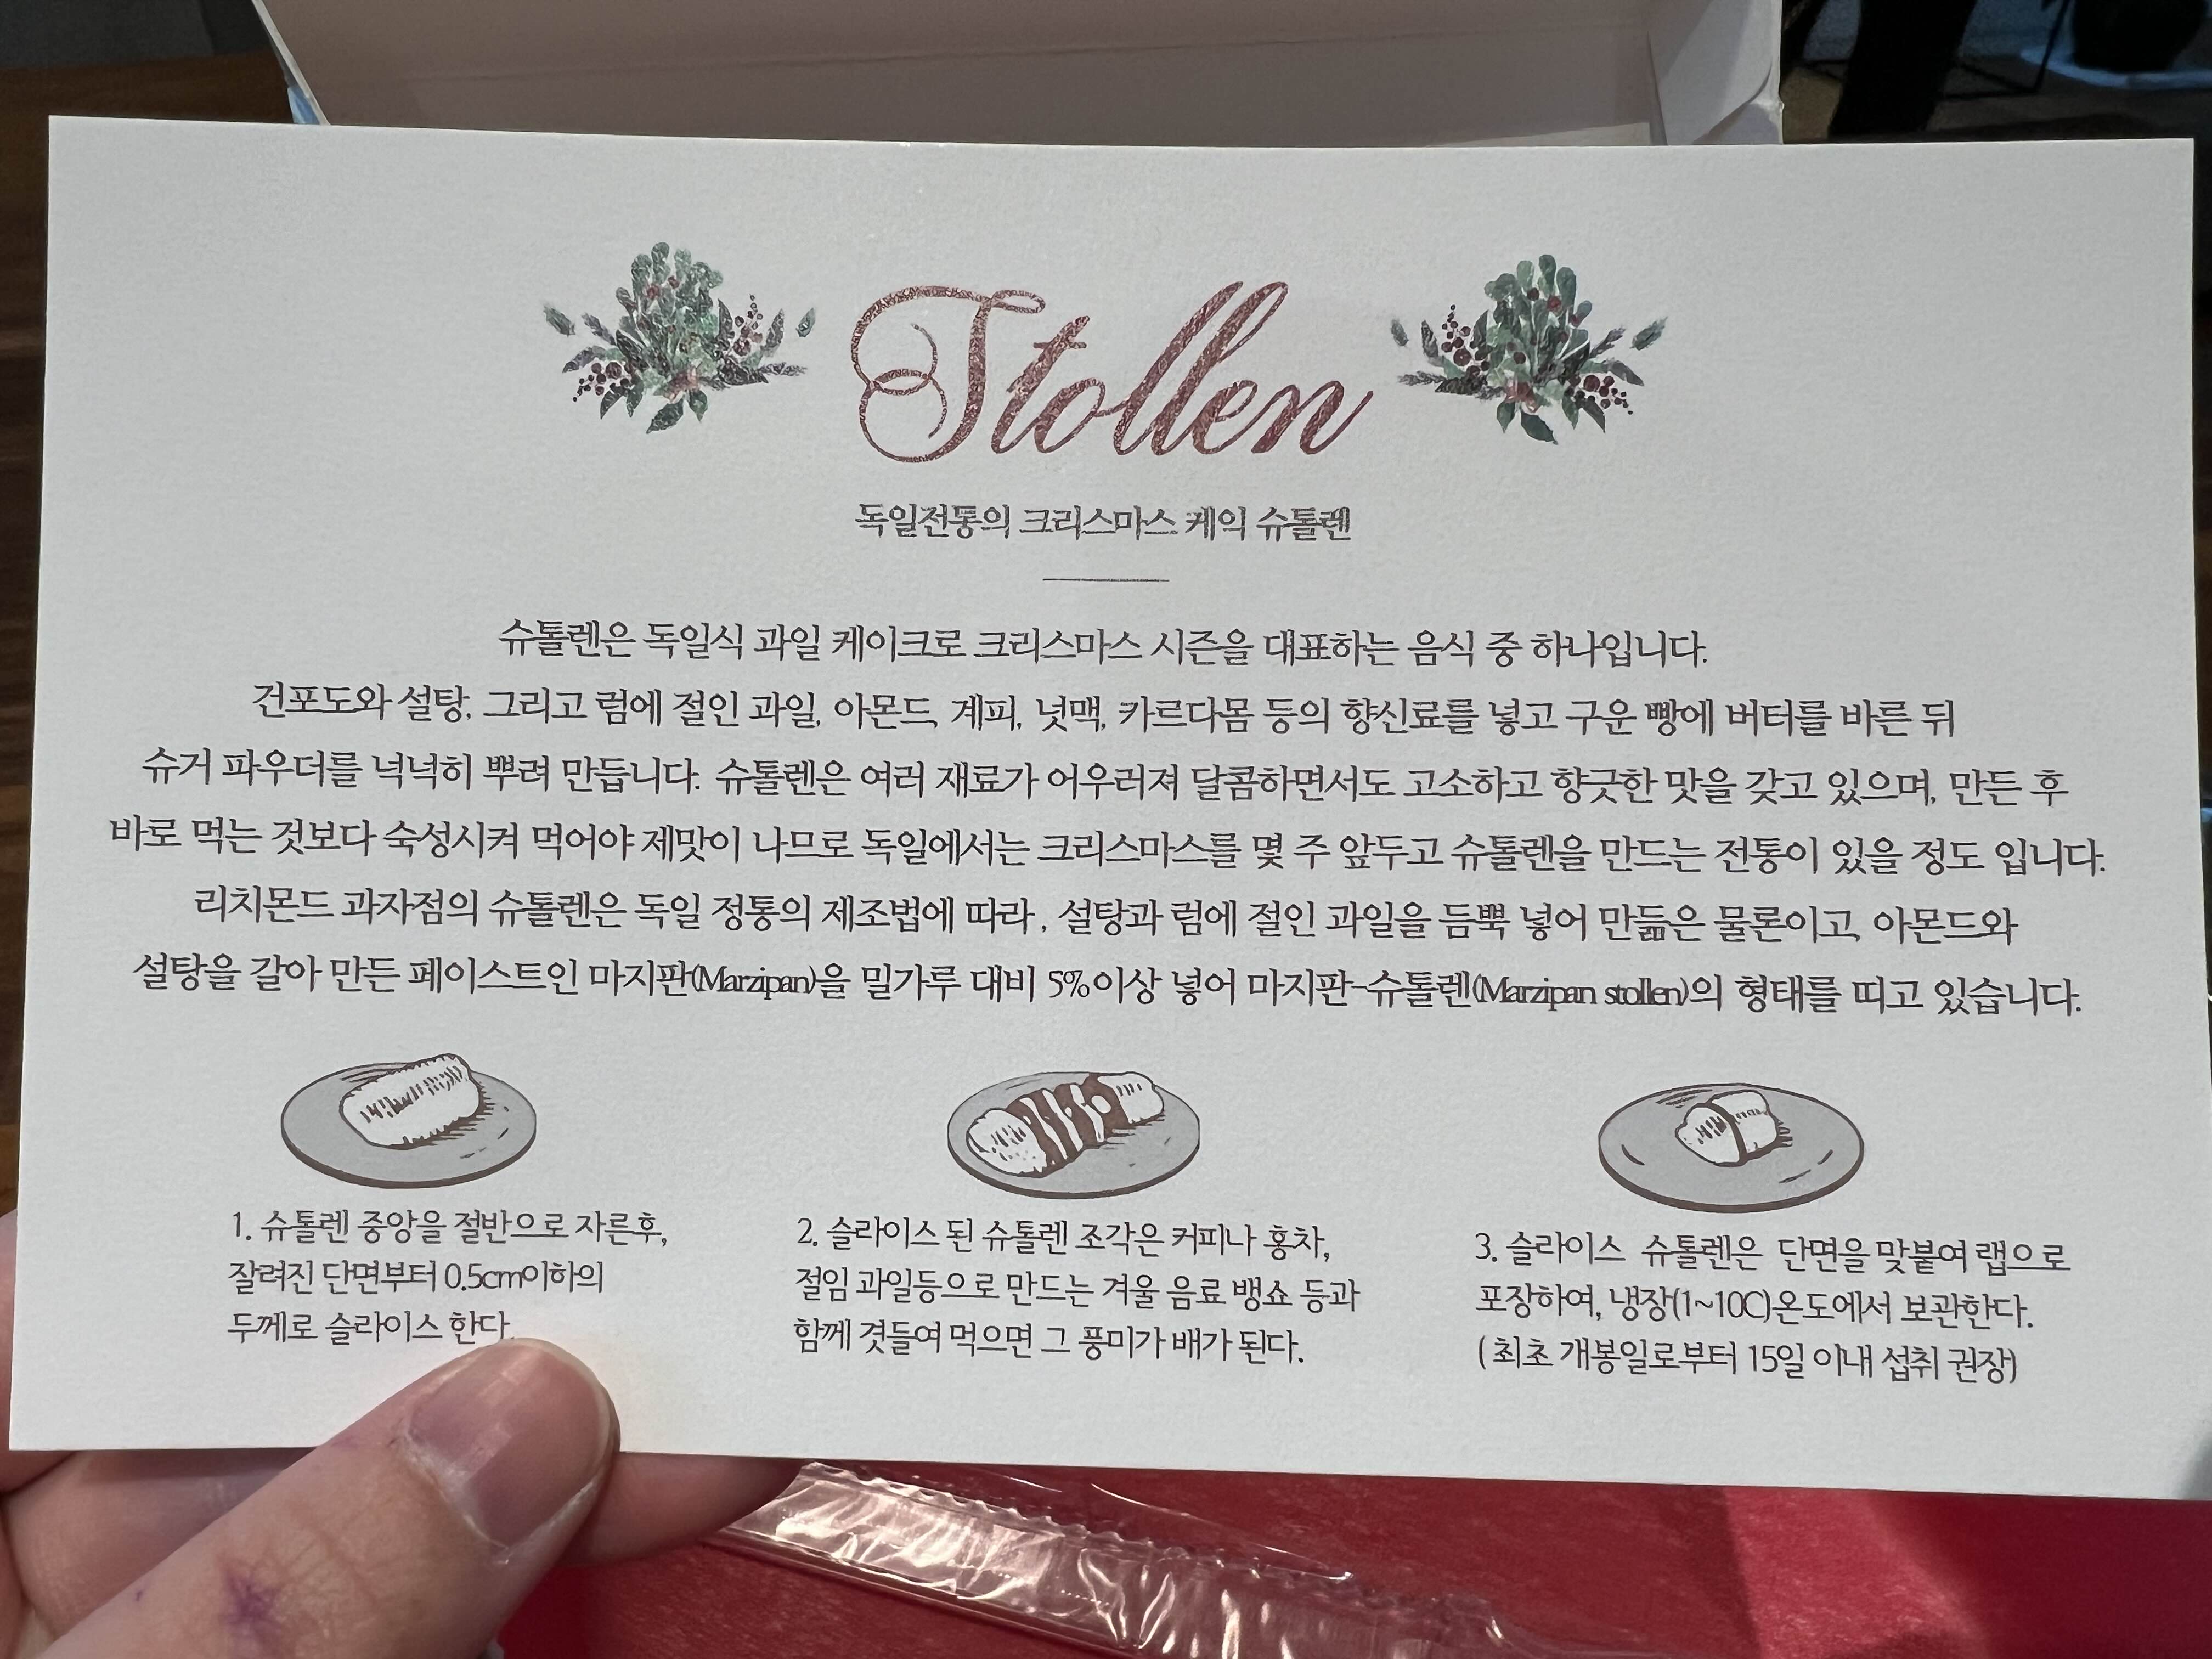 Stollen
독일전통의 크리스마스 케익 슈톨렌
슈톨렌은 독일식 과일 케이크로 크리스마스 시즌을 대표하는 음식 중 하나입니다.
건포도와 설탕, 그리고 럼에 절인 과일, 아몬드, 계피, 넛맥, 카르다몸 등의 향신료를 넣고 구운 빵에 버터를 바른 뒤
슈거 파우더를 넉넉히 뿌려 만듭니다. 슈톨렌은 여러 재료가 어우러져 달콤하면서도 고소하고 향긋한 맛을 갖고 있으며, 만든 후
바로 먹는 것보다 숙성시켜 먹어야 제맛이 나므로 독일에서는 크리스마스를 몇 주 앞두고 슈톨렌을 만드는 전통이 있을 정도 입니다.
리치몬드 과자점의 슈톨렌은 독일 정통의 제조법에 따라, 설탕과 럼에 절인 과일을 듬뿍 넣어 만듦은 물론이고, 아몬드와
설탕을 갈아 만든 페이스트인 마지판(Marzipan)을 밀가루 대비 5%이상 넣어 마지판-슈톨렌(Marzipan stollen)의 형태를 띠고 있습니다.
1. 슈톨렌 중앙을 절반으로 자른후,
잘려진 단면부터 0.5cm이하의
두께로 슬라이스 한다.
2. 슬라이스 된 슈톨렌 조각은 커피나 홍차,
절임 과일등으로 만드는 겨울 음료 뱅쇼 등과
함께 곁들여 먹으면 그 풍미가 배가 된다.
3. 슬라이스 슈톨렌은 단면을 맞붙여 랩으로
포장하여, 냉장(1~10C)온도에서 보관한다.
(최초 개봉일로부터 15일 이내 섭취 권장)